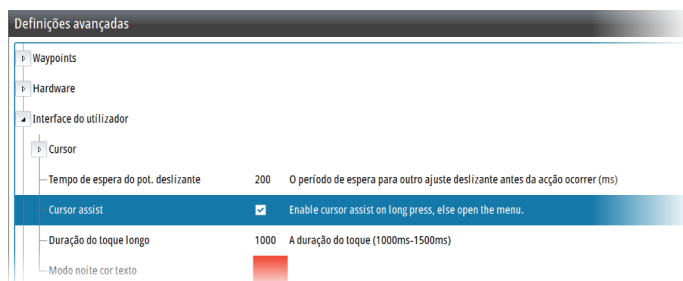 Definições avançadas
Waypoints
Hardware
Interface do utilizador
Cursor
Tempo de espera do pot. deslizante 200 O período de espera para outro ajuste deslizante antes da acção ocorrer (ms)
Cursor assist Enable cursor assist on long press, else open the menu.
Duração do toque longo 1000 A duração do toque (1000ms-1500ms)
Modo noite cor texto